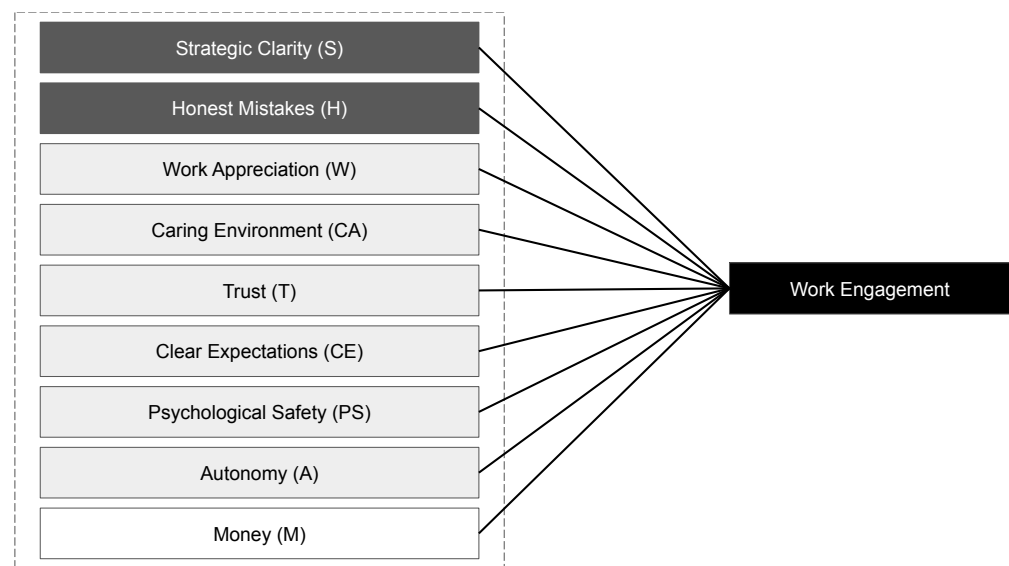 Strategic Clarity (S)
Honest Mistakes (H)
Work Appreciation (W)
Caring Environment (CA)
Trust (T)
Clear Expectations (CE)
Psychological Safety (PS)
Autonomy (A)
Money (M)
Work Engagement